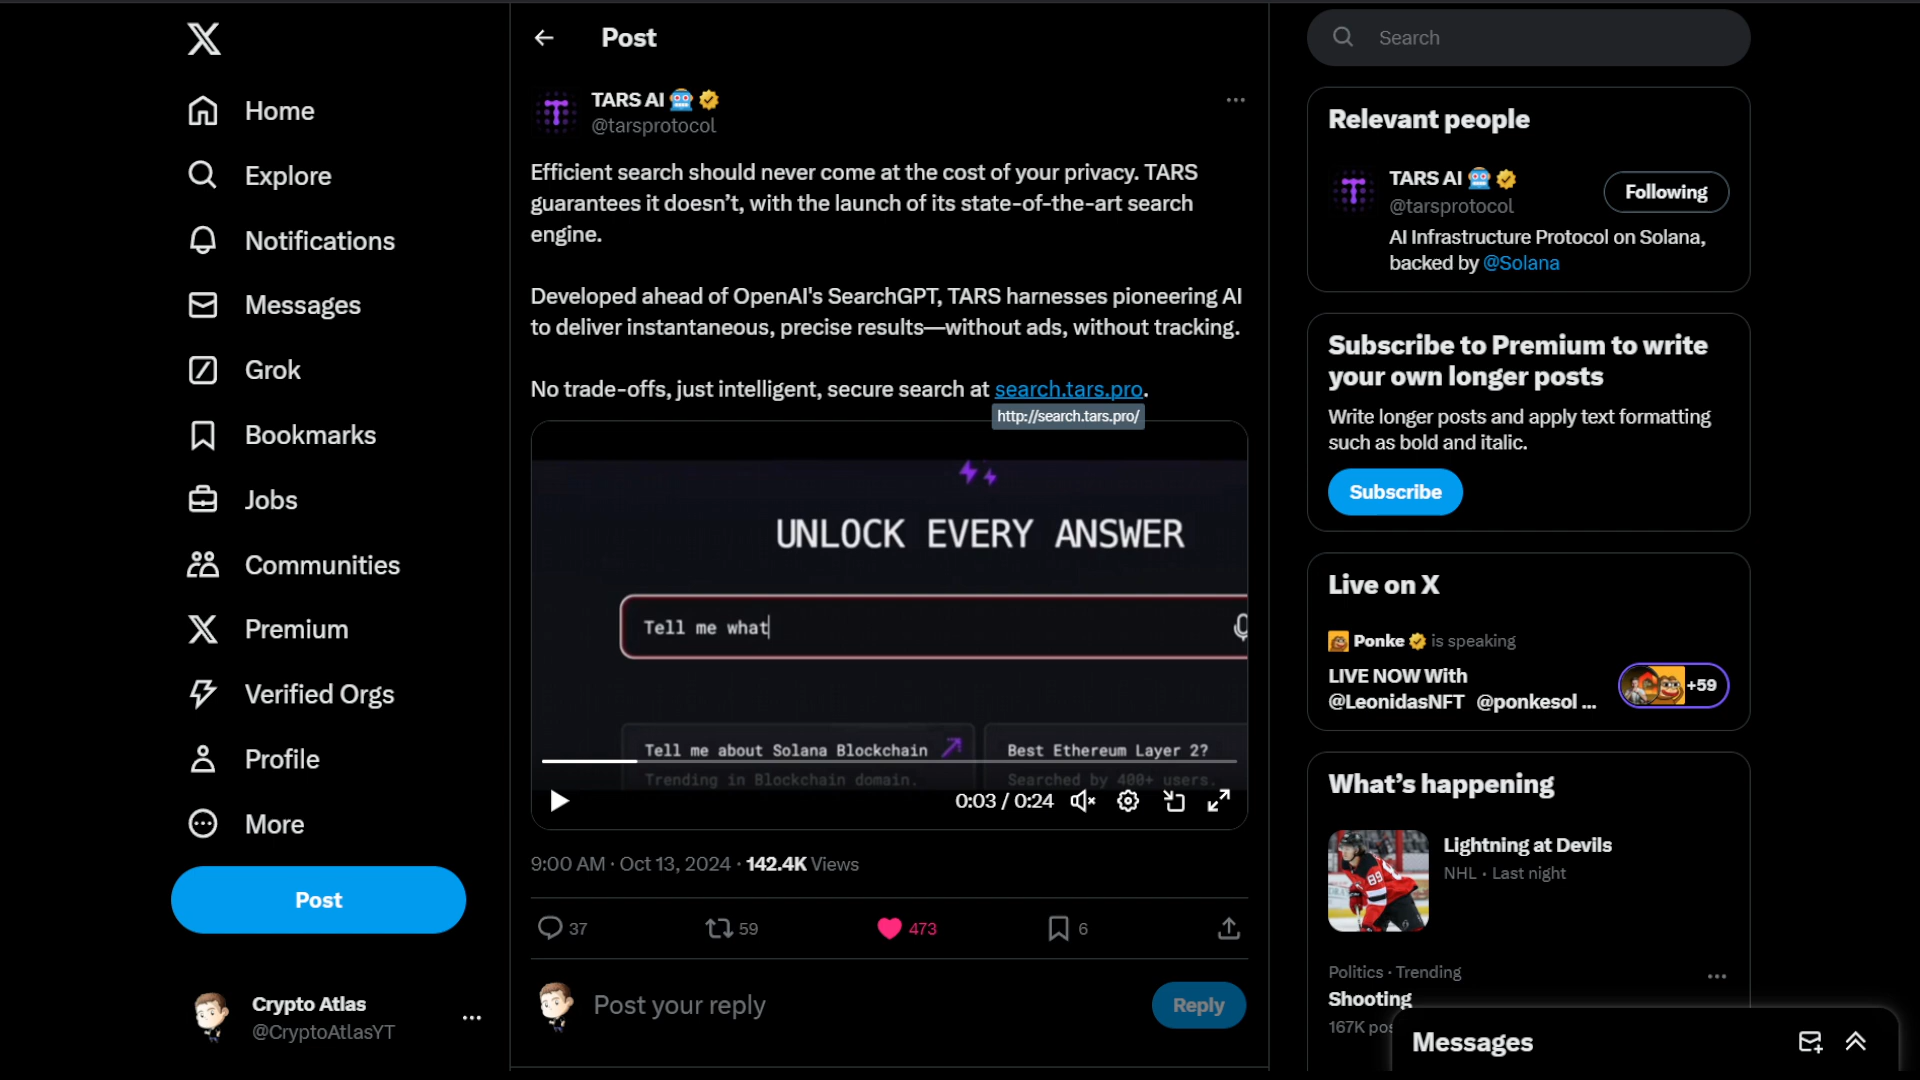 Home
Explore
Notifications
Messages
Grok
Bookmarks
Jobs
Communities
Premium
Verified Orgs
Profile
More
Post
Crypto Atlas
@CryptoAtlasYT
Post
TARS AI
@tarsprotocol
Efficient search should never come at the cost of your privacy. TARS
guarantees it doesn’t, with the launch of its state-of-the-art search
engine.
Developed ahead of OpenAI's SearchGPT, TARS harnesses pioneering AI
to deliver instantaneous, precise results—without ads, without tracking.
No trade-offs, just intelligent, secure search at search.tars.pro.
http://search.tars.pro/
UNLOCK EVERY ANSWER
Tell me what
Tell me about Solana Blockchain
Trending in Blockchain domain.
Best Ethereum Layer 2?
Searched by 400+ users.
0:03 / 0:24
9:00 AM · Oct 13, 2024 · 142.4K Views
37 59 473 6
Post your reply
Reply
Search
Relevant people
TARS AI
@tarsprotocol
Following
AI Infrastructure Protocol on Solana,
backed by @Solana
Subscribe to Premium to write
your own longer posts
Write longer posts and apply text formatting
such as bold and italic.
Subscribe
Live on X
Ponke is speaking
LIVE NOW With
@LeonidasNFT @ponkesol ...
+59
What’s happening
Lightning at Devils
NHL · Last night
Politics · Trending
Shooting
167K pos
Messages